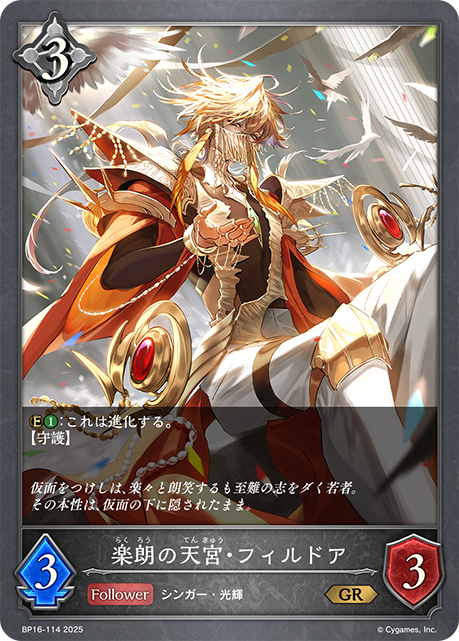 3
E 1：これは進化する。
【守護】
仮面をつけしは、楽々と朗笑するも至難の志をダく若者。
その本性は、仮面の下に隠されたまま。
らく ろう てん きゅう
楽朗の天宮・フィルドア
3
Follower シンガー・光輝 GR
3
BP16-114 2025 © Cygames, Inc.